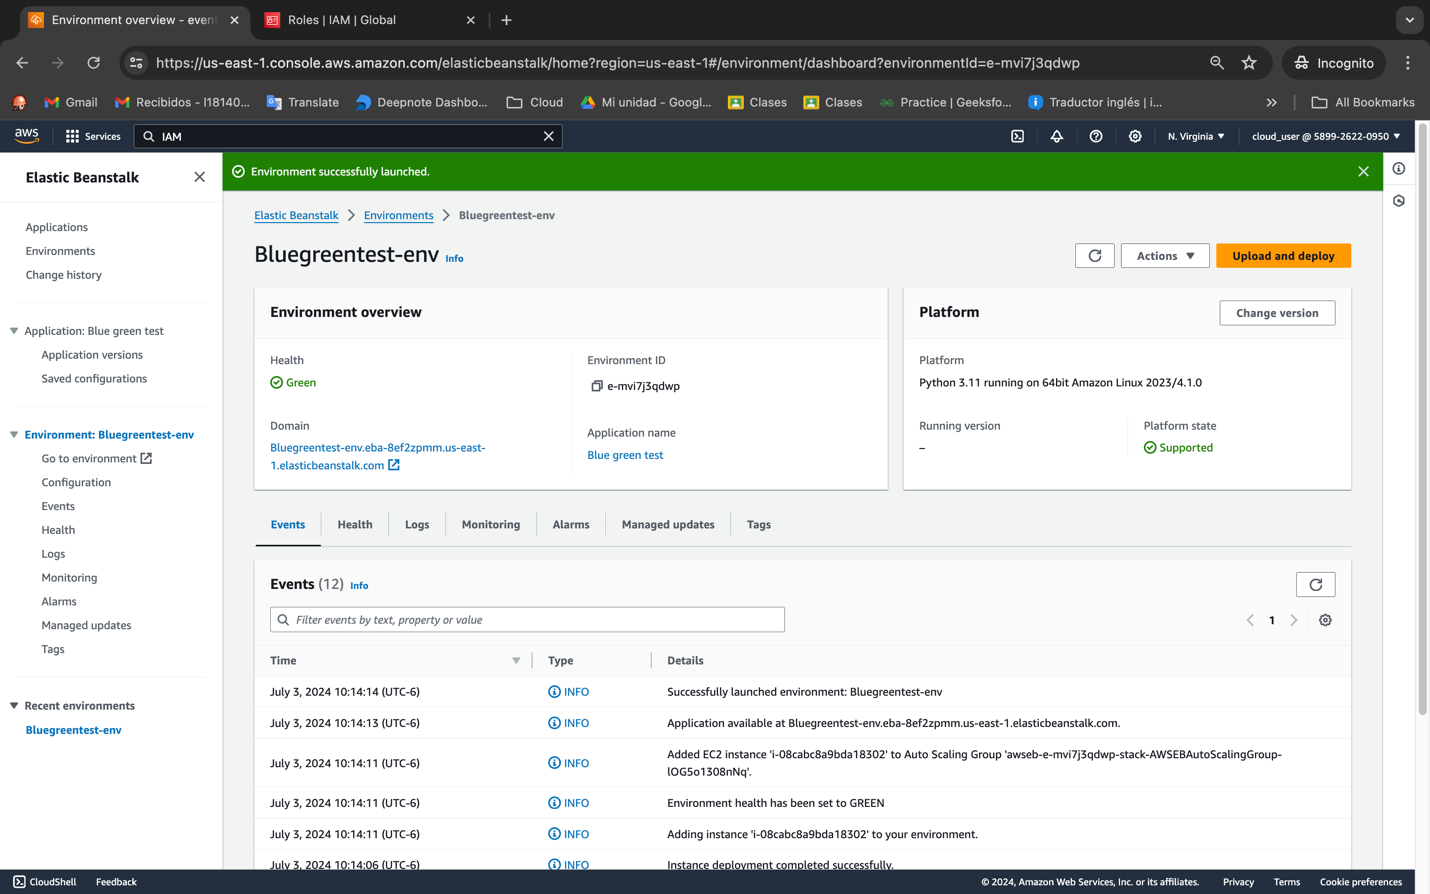 Environment overview - even
Roles | IAM | Global
https://us-east-1.console.aws.amazon.com/elasticbeanstalk/home?region=us-east-1#/environment/dashboard?environmentId=e-mvi7j3qdwp
Incognito
Gmail
Recibidos - l18140...
Translate
Deepnote Dashbo...
Cloud
Mi unidad - Googl...
Clases
Clases
Practice | Geeksfo...
Traductor inglés | i...
All Bookmarks
aws
Services
IAM
N. Virginia
cloud_user @ 5899-2622-0950
Elastic Beanstalk
Applications
Environments
Change history
Application: Blue green test
Application versions
Saved configurations
Environment: Bluegreentest-env
Go to environment
Configuration
Events
Health
Logs
Monitoring
Alarms
Managed updates
Tags
Recent environments
Bluegreentest-env
Environment successfully launched.
Elastic Beanstalk
Environments
Bluegreentest-env
Bluegreentest-env Info
Actions
Upload and deploy
Environment overview
Health
Green
Domain
Bluegreentest-env.eba-8ef2zpmm.us-east-
1.elasticbeanstalk.com
Environment ID
e-mvi7j3qdwp
Application name
Blue green test
Platform
Change version
Platform
Python 3.11 running on 64bit Amazon Linux 2023/4.1.0
Running version
–
Platform state
Supported
Events
Health
Logs
Monitoring
Alarms
Managed updates
Tags
Events (12) Info
Filter events by text, property or value
1
Time
Type
Details
July 3, 2024 10:14:14 (UTC-6)
INFO
Successfully launched environment: Bluegreentest-env
July 3, 2024 10:14:13 (UTC-6)
INFO
Application available at Bluegreentest-env.eba-8ef2zpmm.us-east-1.elasticbeanstalk.com.
July 3, 2024 10:14:11 (UTC-6)
INFO
Added EC2 instance 'i-08cabc8a9bda18302' to Auto Scaling Group 'awseb-e-mvi7j3qdwp-stack-AWSEBAutoScalingGroup-
lOG5o1308nNq'.
July 3, 2024 10:14:11 (UTC-6)
INFO
Environment health has been set to GREEN
July 3, 2024 10:14:11 (UTC-6)
INFO
Adding instance 'i-08cabc8a9bda18302' to your environment.
July 3, 2024 10:14:06 (UTC-6)
INFO
Instance deployment completed successfully.
CloudShell
Feedback
© 2024, Amazon Web Services, Inc. or its affiliates.
Privacy
Terms
Cookie preferences